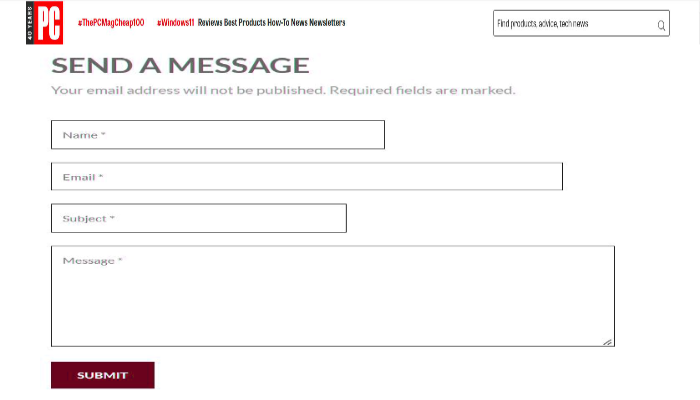 40 YEARS
PC
#ThePCMagCheap100 #Windows11 Reviews Best Products How-To News Newsletters
Find products, advice, tech news
SEND A MESSAGE
Your email address will not be published. Required fields are marked.
Name *
Email *
Subject *
Message *
SUBMIT